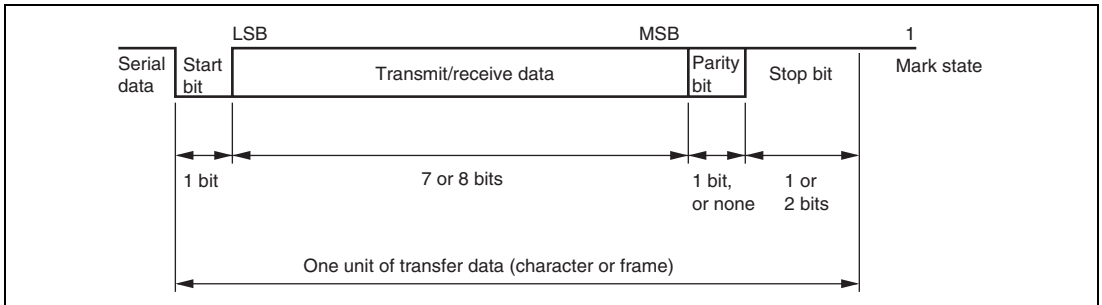 LSB
MSB
1
Serial
data
Start
bit
Transmit/receive data
Parity
bit
Stop bit
Mark state
1 bit
7 or 8 bits
1 bit,
or none
1 or
2 bits
One unit of transfer data (character or frame)